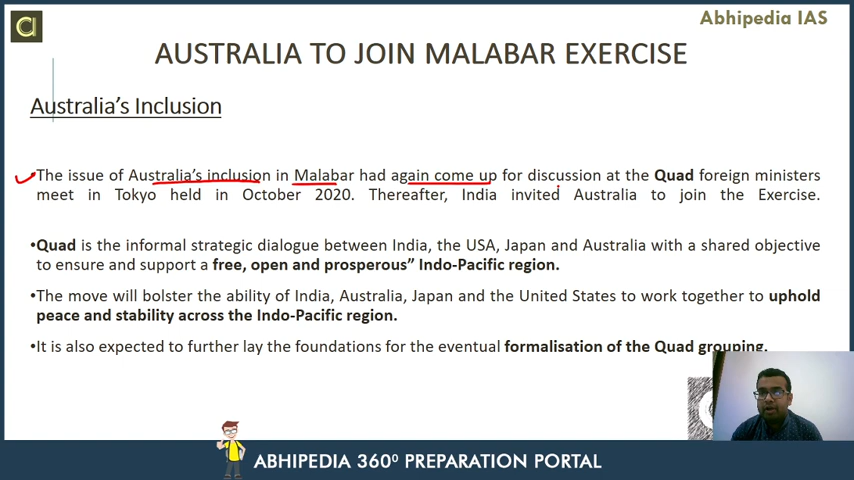 Abhipedia IAS
AUSTRALIA TO JOIN MALABAR EXERCISE
Australia's Inclusion
•The issue of Australia's inclusion in Malabar had again come up for discussion at the Quad foreign ministers
meet in Tokyo held in October 2020. Thereafter, India invited Australia to join the Exercise.
•Quad is the informal strategic dialogue between India, the USA, Japan and Australia with a shared objective
to ensure and support a free, open and prosperous” Indo-Pacific region.
•The move will bolster the ability of India, Australia, Japan and the United States to work together to uphold
peace and stability across the Indo-Pacific region.
•It is also expected to further lay the foundations for the eventual formalisation of the Quad grouping.
ABHIPEDIA 360⁰ PREPARATION PORTAL